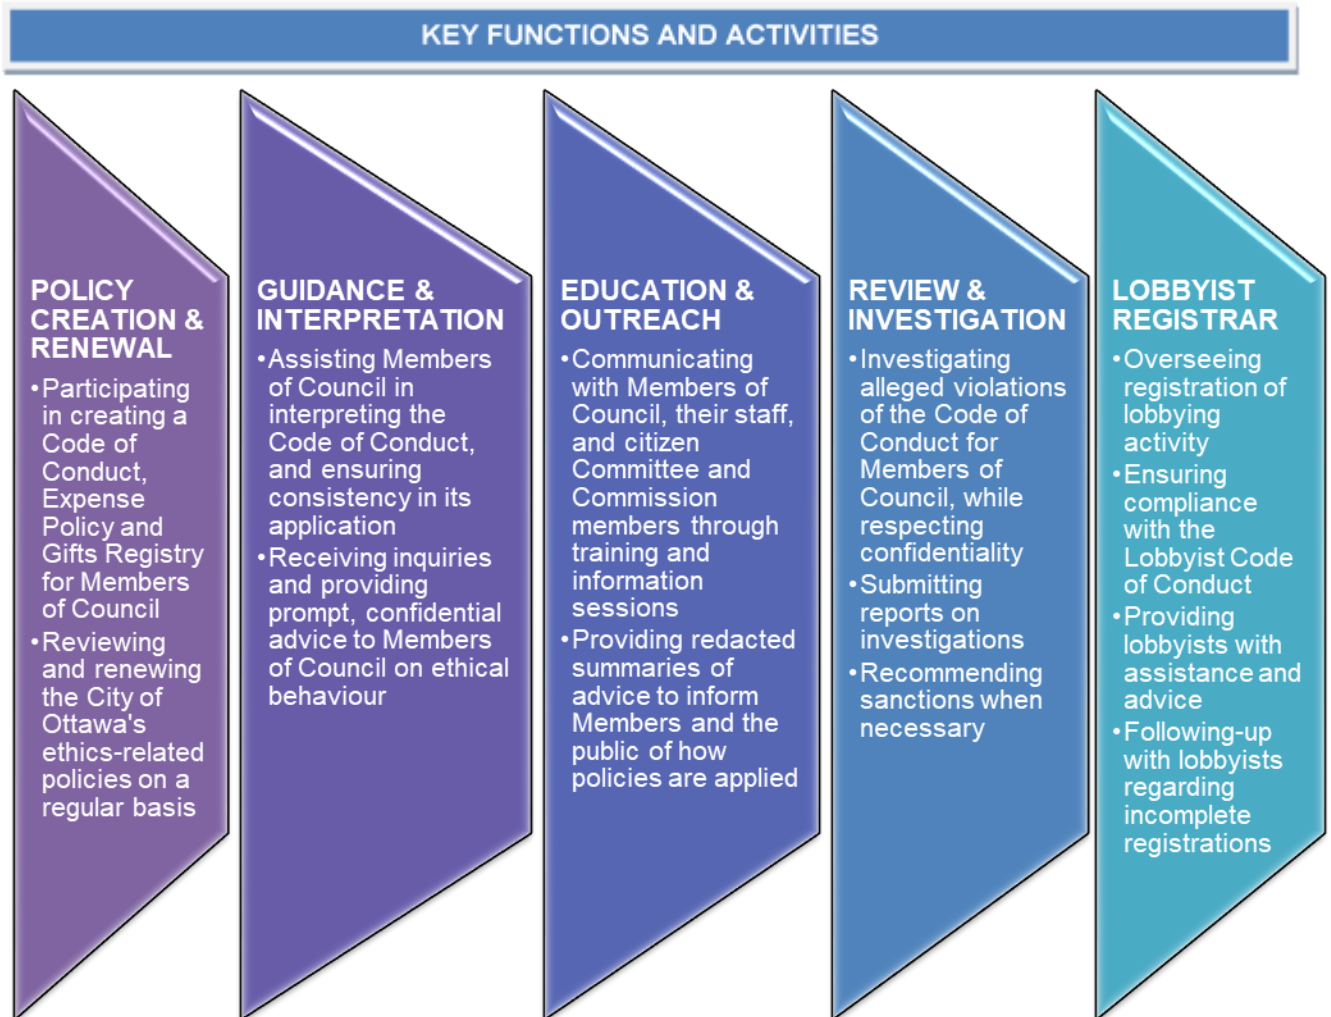 KEY FUNCTIONS AND ACTIVITIES
POLICY
CREATION &
RENEWAL
•Participating
in creating a
Code of
Conduct,
Expense
Policy and
Gifts Registry
for Members
of Council
•Reviewing
and renewing
the City of
Ottawa's
ethics-related
policies on a
regular basis
GUIDANCE &
INTERPRETATION
•Assisting Members
of Council in
interpreting the
Code of Conduct,
and ensuring
consistency in its
application
•Receiving inquiries
and providing
prompt, confidential
advice to Members
of Council on ethical
behaviour
EDUCATION &
OUTREACH
•Communicating
with Members of
Council, their staff,
and citizen
Committee and
Commission
members through
training and
information
sessions
•Providing redacted
summaries of
advice to inform
Members and the
public of how
policies are applied
REVIEW &
INVESTIGATION
•Investigating
alleged violations
of the Code of
Conduct for
Members of
Council, while
respecting
confidentiality
•Submitting
reports on
investigations
•Recommending
sanctions when
necessary
LOBBYIST
REGISTRAR
•Overseeing
registration of
lobbying
activity
•Ensuring
compliance
with the
Lobbyist Code
of Conduct
•Providing
lobbyists with
assistance and
advice
•Following-up
with lobbyists
regarding
incomplete
registrations